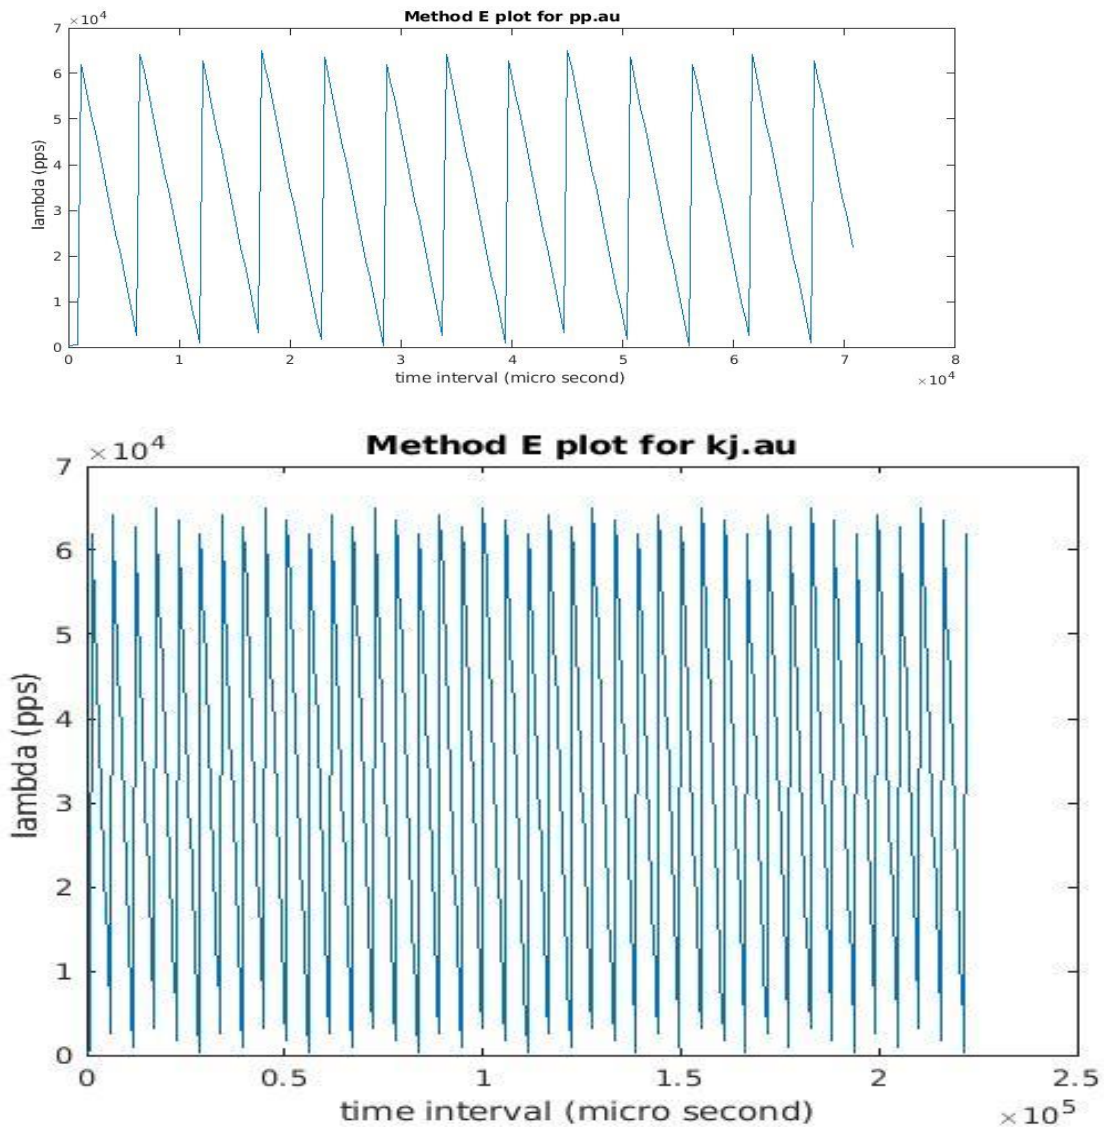 Method E plot for pp.au
×10⁴
7
6
5
4
3
2
1
0
lambda (pps)
0 1 2 3 4 5 6 7 8
time interval (micro second)
×10⁴
Method E plot for kj.au
×10⁴
7
6
5
4
3
2
1
0
lambda (pps)
0 0.5 1 1.5 2 2.5
time interval (micro second)
×10⁵